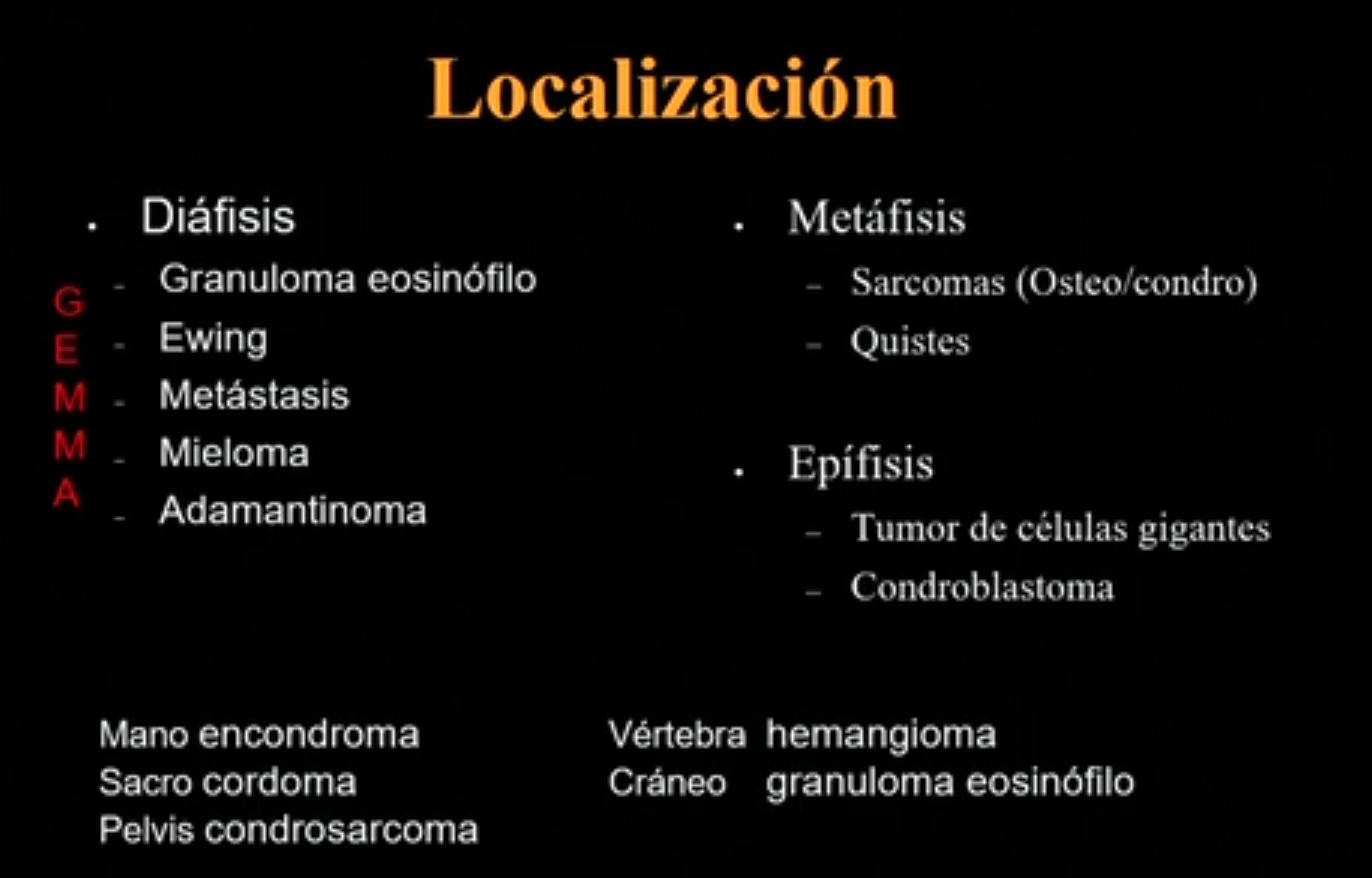 Localización
• Diáfisis
G
E
M
M
A
- Granuloma eosinófilo
- Ewing
- Metástasis
- Mieloma
- Adamantinoma
• Metáfisis
– Sarcomas (Osteo/condro)
– Quistes
• Epífisis
– Tumor de células gigantes
– Condroblastoma
Mano encondroma
Sacro cordoma
Pelvis condrosarcoma
Vértebra hemangioma
Cráneo granuloma eosinófilo